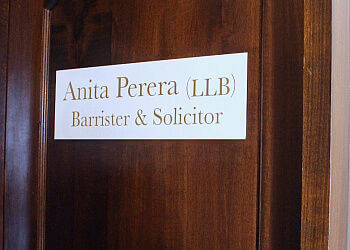 Anita Perera (LLB)
Barrister & Solicitor